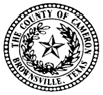 THE COUNTY OF CAMERON
BROWNSVILLE, TEXAS